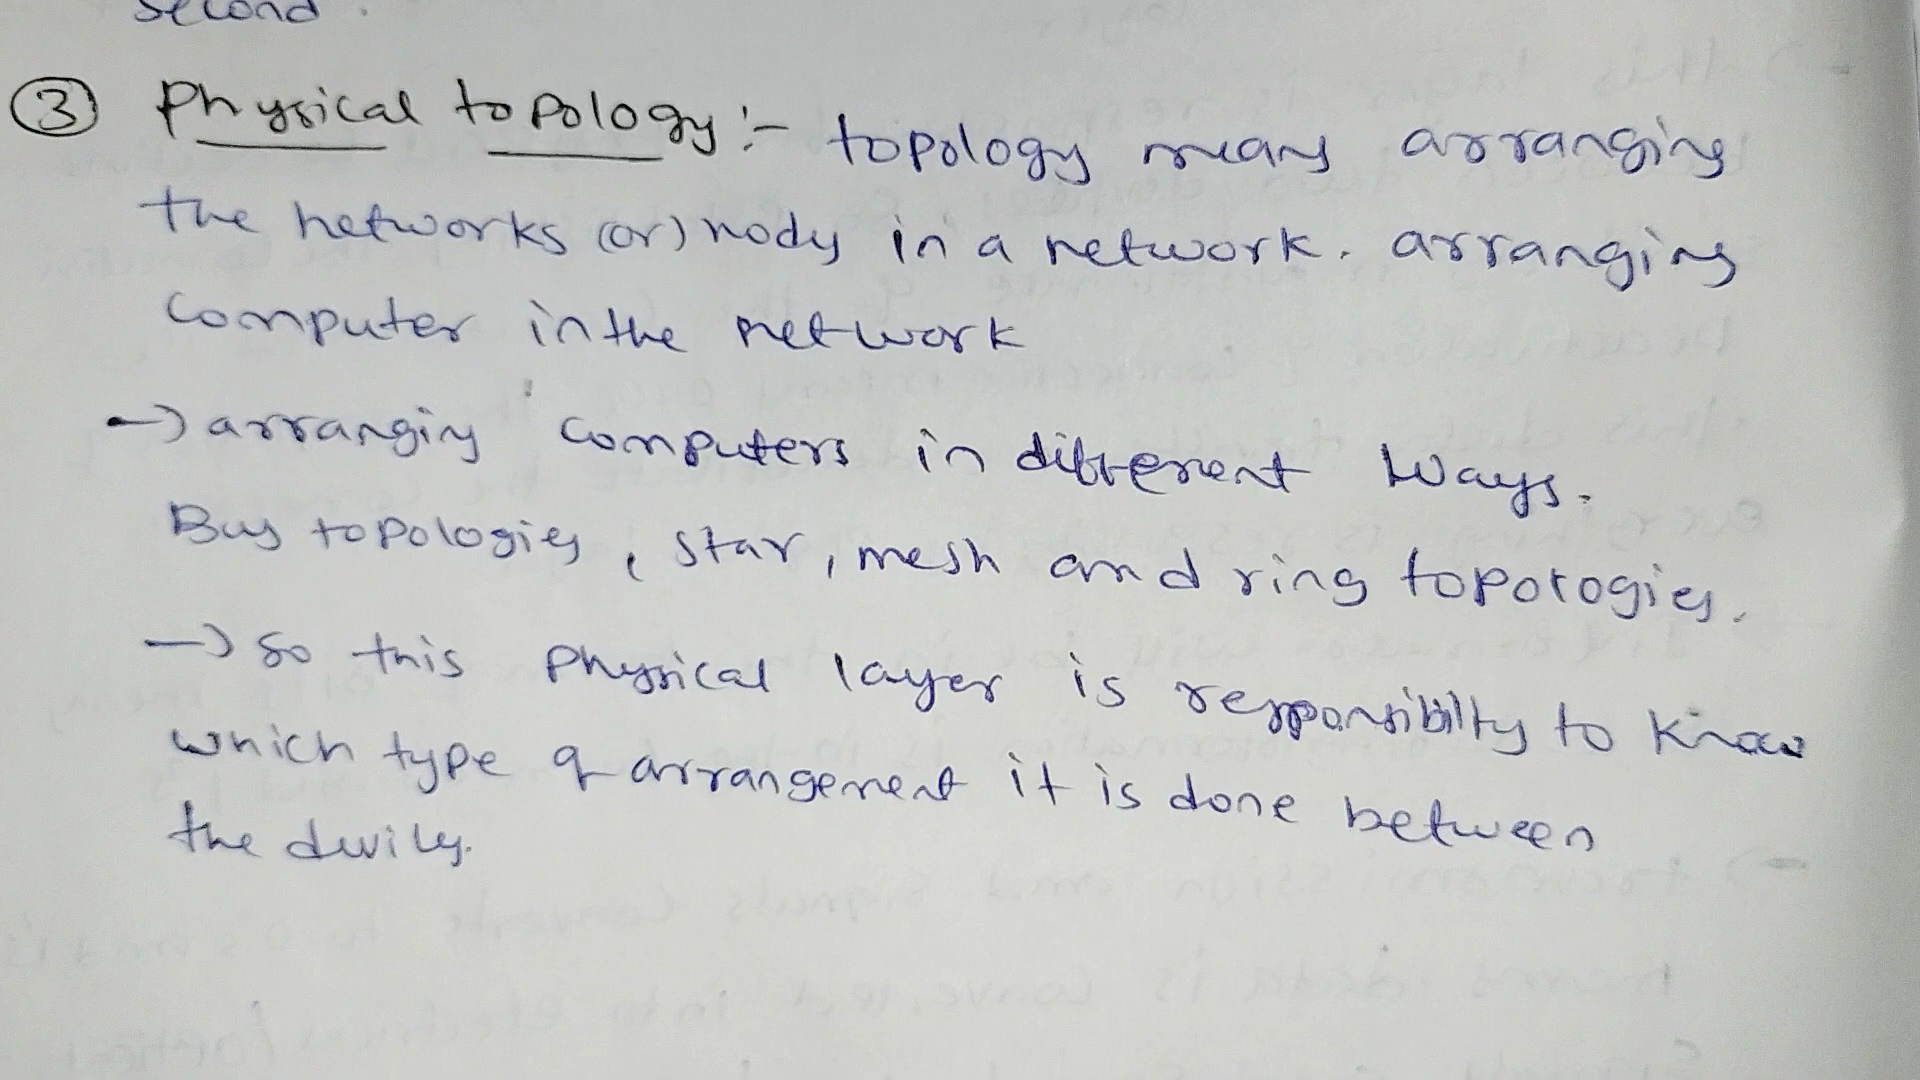 second.
③ Physical topology :- topology means arranging
the networks (or) nodes in a network. arranging
computer in the network
→ arranging computers in different ways.
Bus topologies, star, mesh and ring topologies.
→ so this physical layer is responsibility to know
which type of arrangement it is done between
the devices.